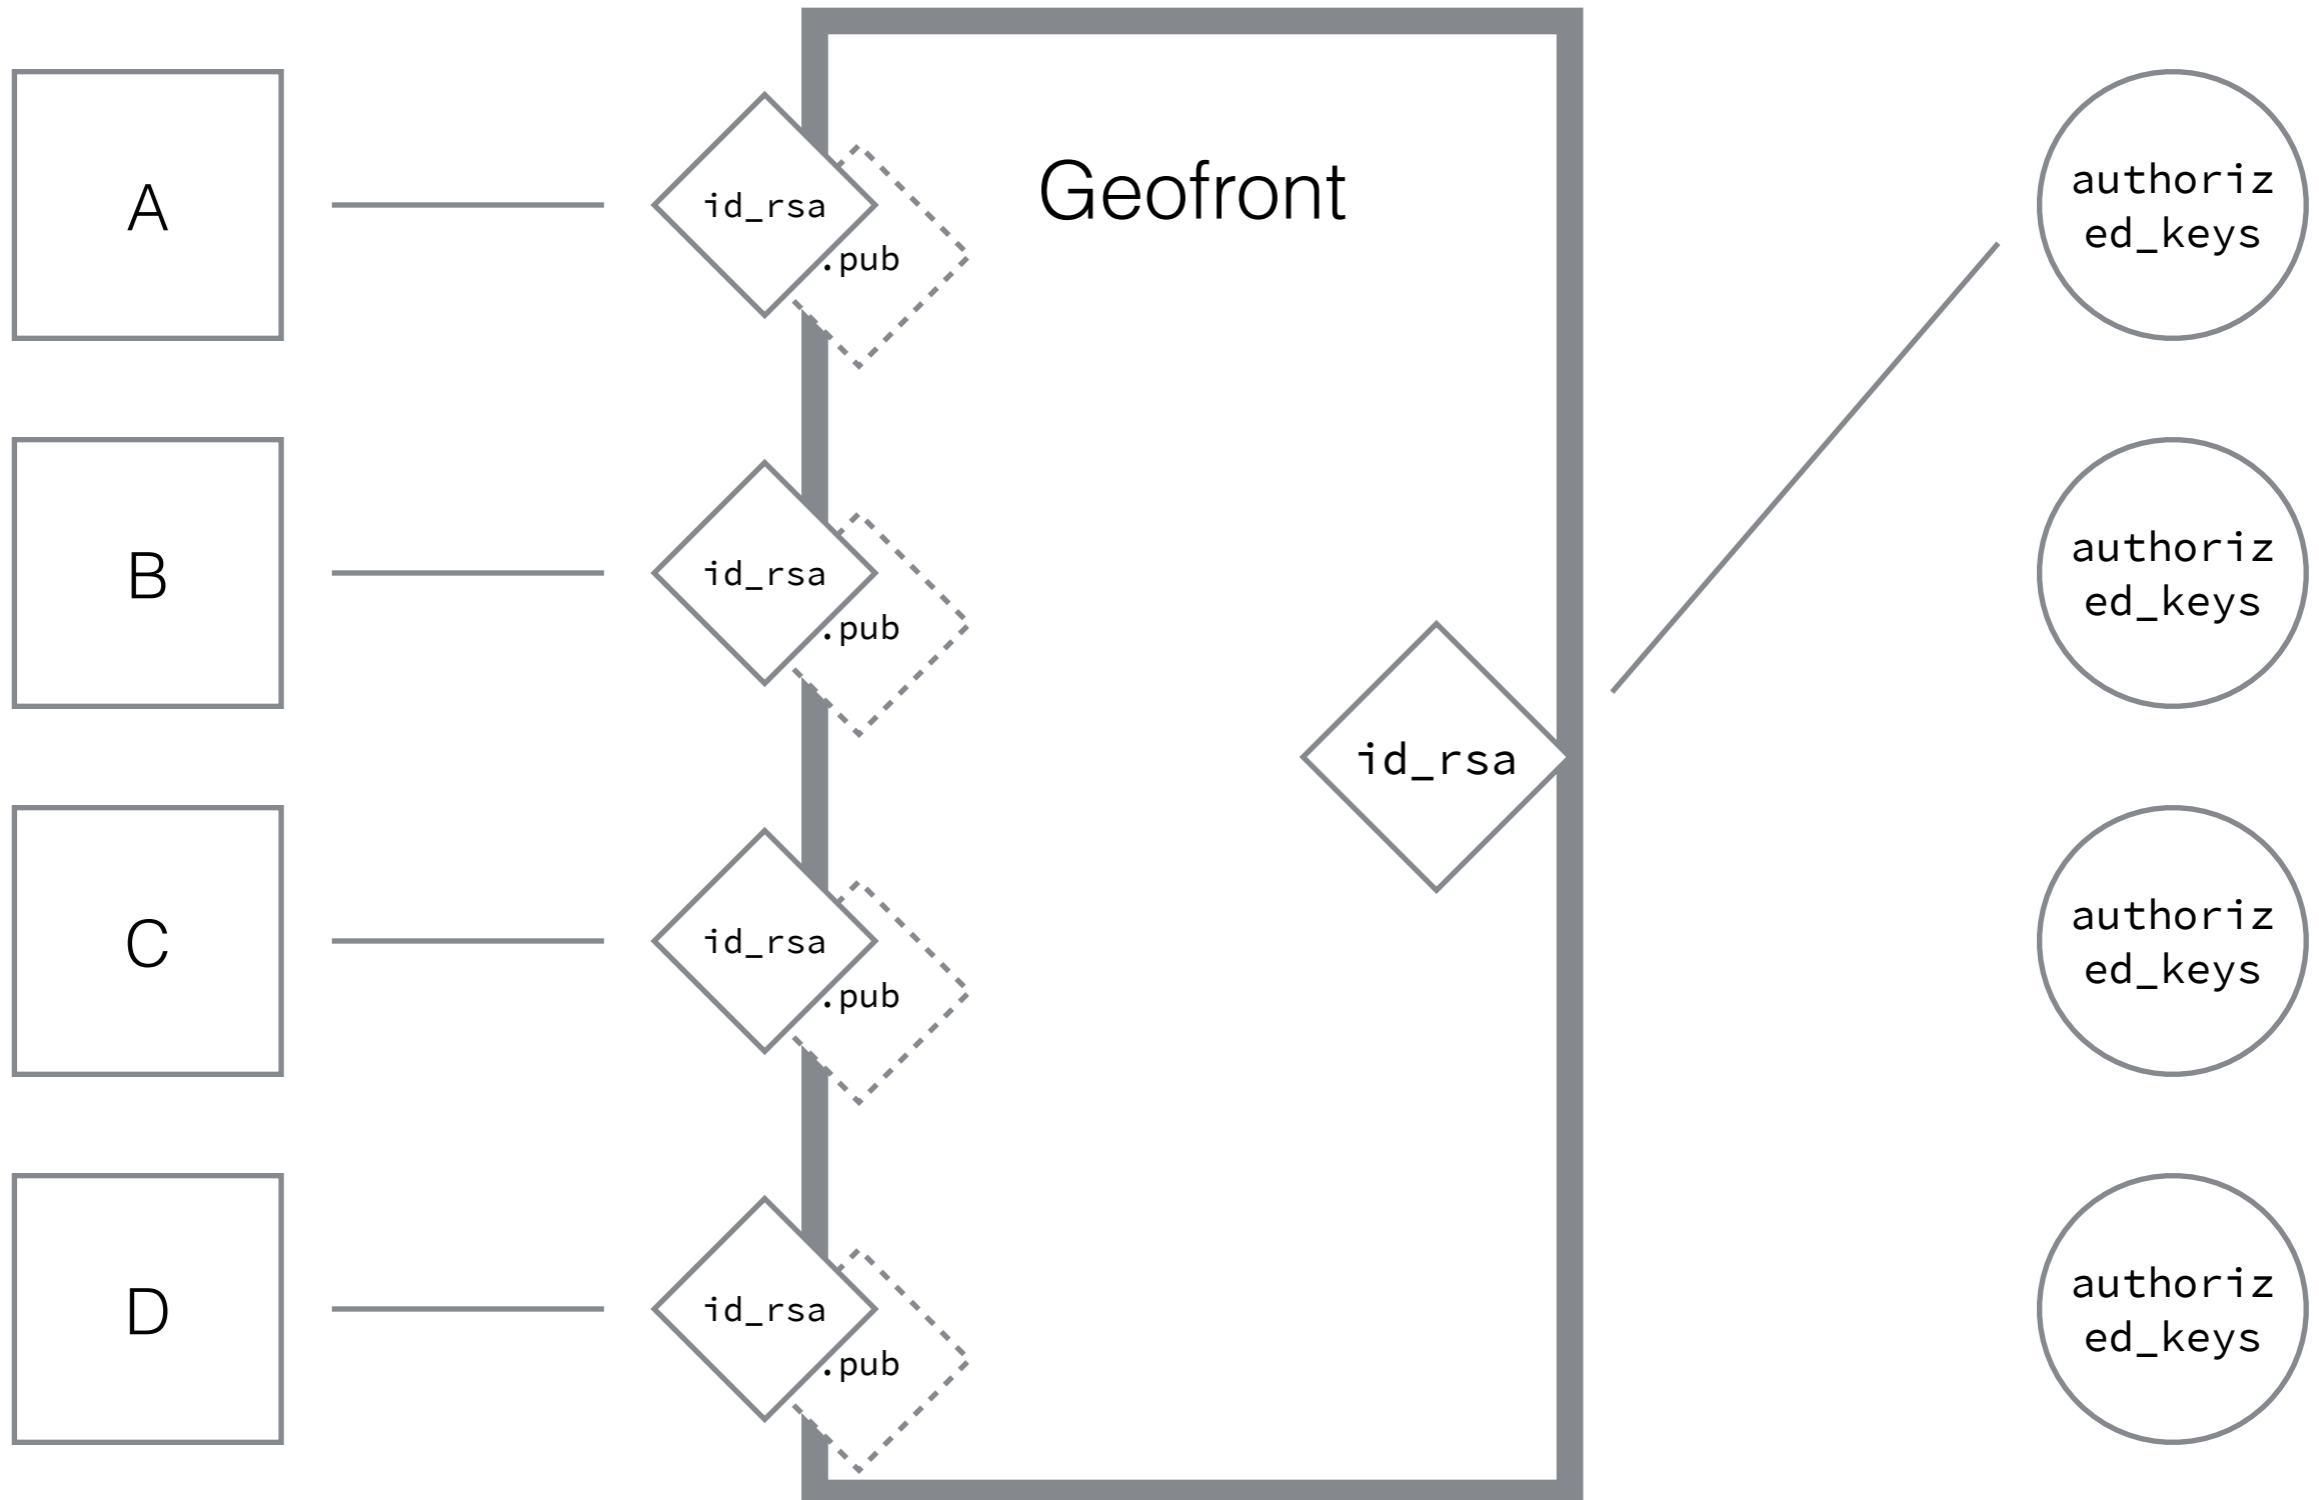 A
id_rsa
.pub
Geofront
authoriz
ed_keys
B
id_rsa
.pub
authoriz
ed_keys
id_rsa
C
id_rsa
.pub
authoriz
ed_keys
D
id_rsa
.pub
authoriz
ed_keys